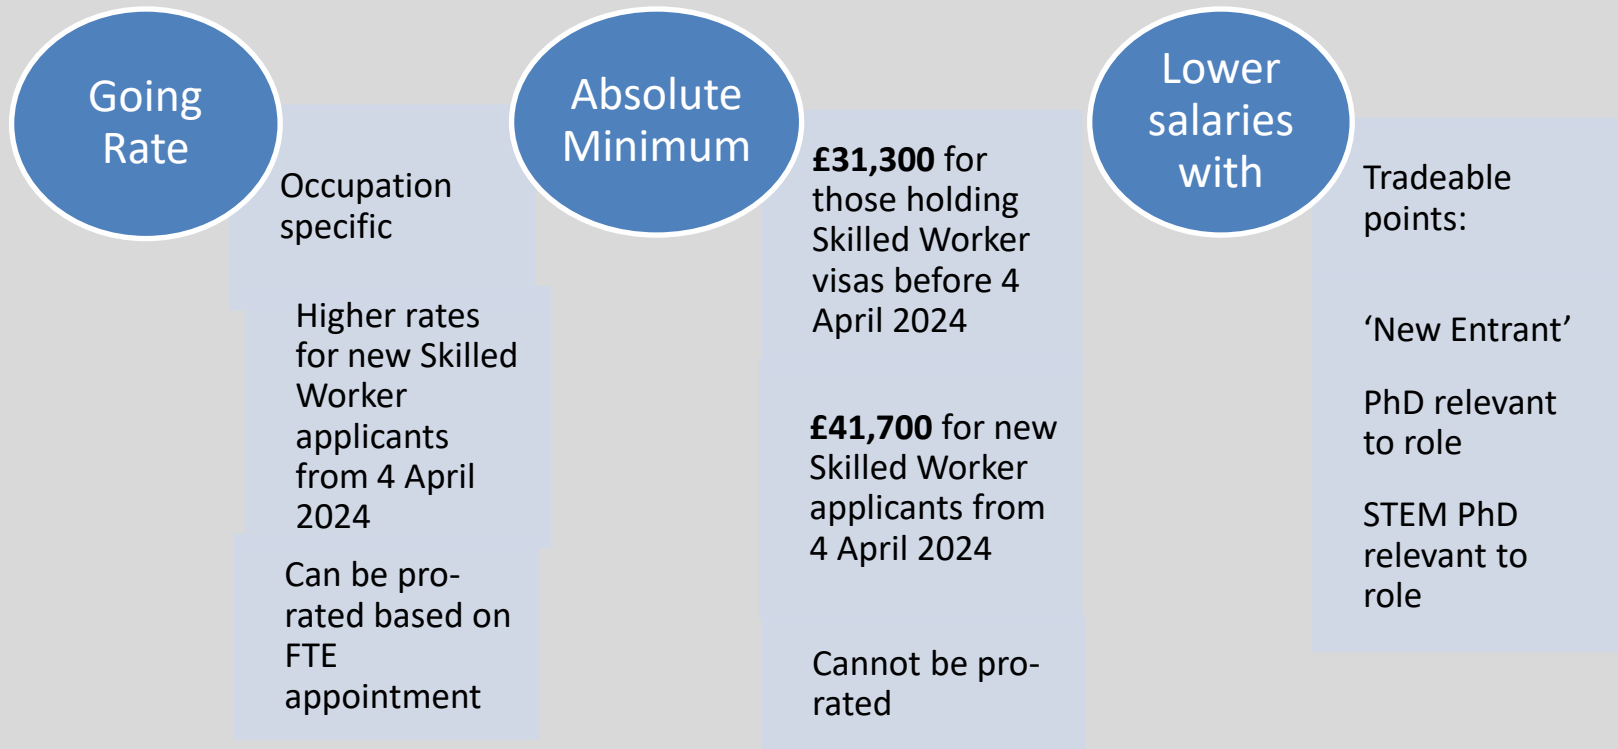 Going
Rate
Occupation
specific
Higher rates
for new Skilled
Worker
applicants
from 4 April
2024
Can be pro-
rated based on
FTE
appointment
Absolute
Minimum
£31,300 for
those holding
Skilled Worker
visas before 4
April 2024
£41,700 for new
Skilled Worker
applicants from
4 April 2024
Cannot be pro-
rated
Lower
salaries
with
Tradeable
points:
‘New Entrant’
PhD relevant
to role
STEM PhD
relevant to
role